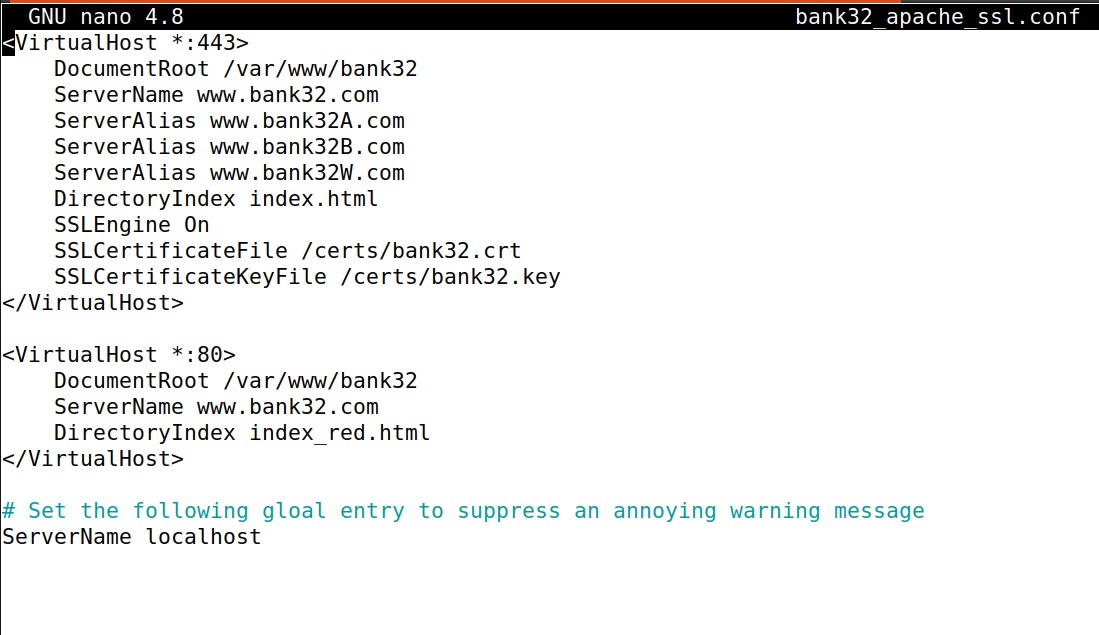 GNU nano 4.8 bank32_apache_ssl.conf
<VirtualHost *:443>
DocumentRoot /var/www/bank32
ServerName www.bank32.com
ServerAlias www.bank32A.com
ServerAlias www.bank32B.com
ServerAlias www.bank32W.com
DirectoryIndex index.html
SSLEngine On
SSLCertificateFile /certs/bank32.crt
SSLCertificateKeyFile /certs/bank32.key
</VirtualHost>
<VirtualHost *:80>
DocumentRoot /var/www/bank32
ServerName www.bank32.com
DirectoryIndex index_red.html
</VirtualHost>
# Set the following gloal entry to suppress an annoying warning message
ServerName localhost